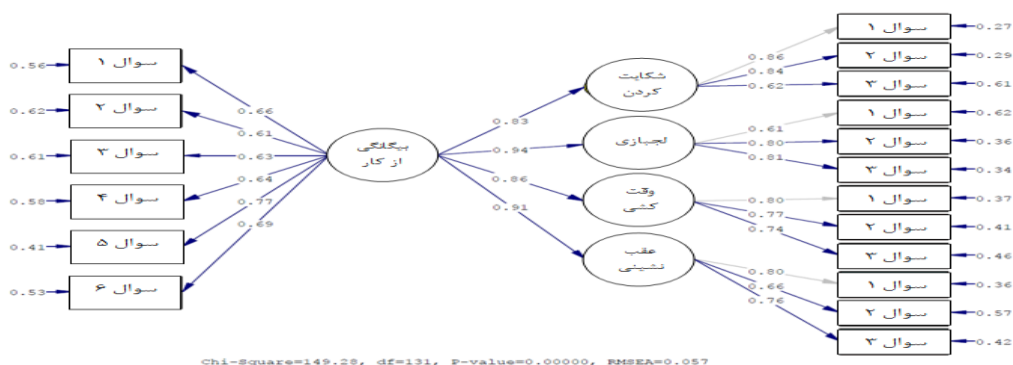 0.56
سوال ۱
0.62
سوال ۲
0.61
سوال ۳
0.58
سوال ۴
0.41
سوال ۵
0.53
سوال ۶
0.66
0.61
0.63
0.64
0.77
0.69
بیگانگی
از کار
0.83
0.94
0.86
0.91
شکایت
کردن
لجبازی
وقت
کشی
عقب
نشینی
0.86
0.84
0.62
0.61
0.80
0.81
0.80
0.77
0.74
0.80
0.66
0.76
سوال ۱
0.27
سوال ۲
0.29
سوال ۳
0.61
سوال ۱
0.62
سوال ۲
0.36
سوال ۳
0.34
سوال ۱
0.37
سوال ۲
0.41
سوال ۳
0.46
سوال ۱
0.36
سوال ۲
0.57
سوال ۳
0.42
Chi-Square=149.28, df=131, P-value=0.00000, RMSEA=0.057